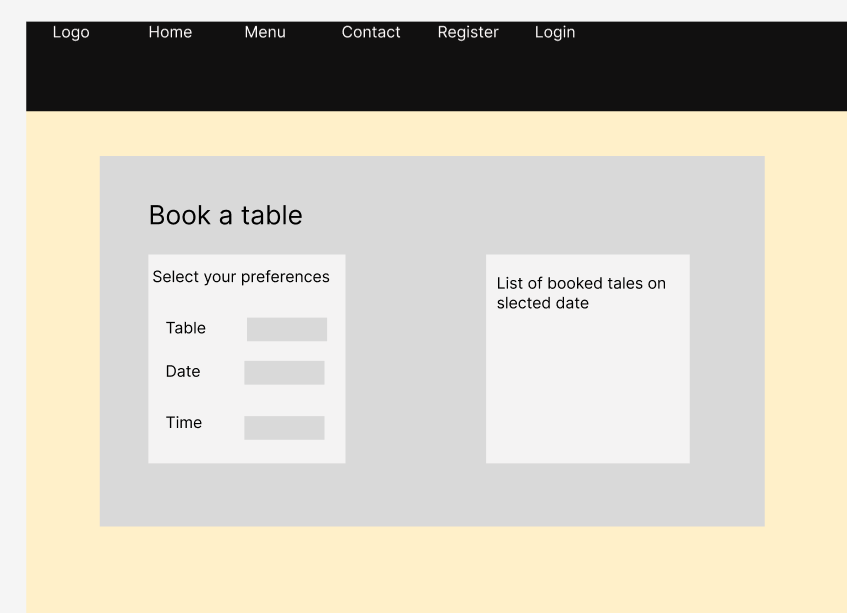 Logo Home Menu Contact Register Login
Book a table
Select your preferences
Table
Date
Time
List of booked tales on
slected date